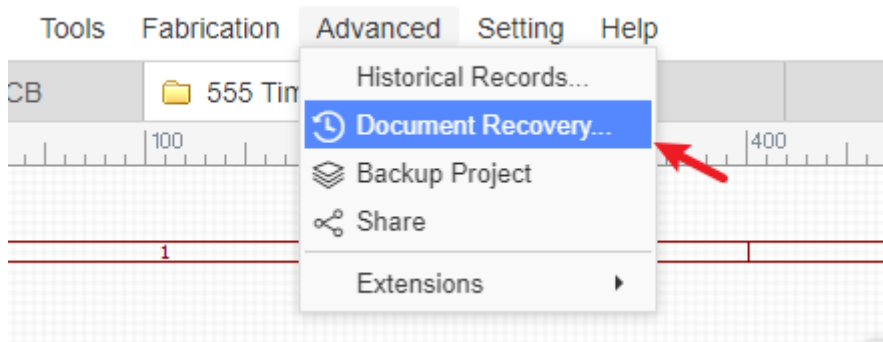 Tools Fabrication Advanced Setting Help
CB
555 Tim
Historical Records...
Document Recovery...
Backup Project
Share
Extensions
100
400
1